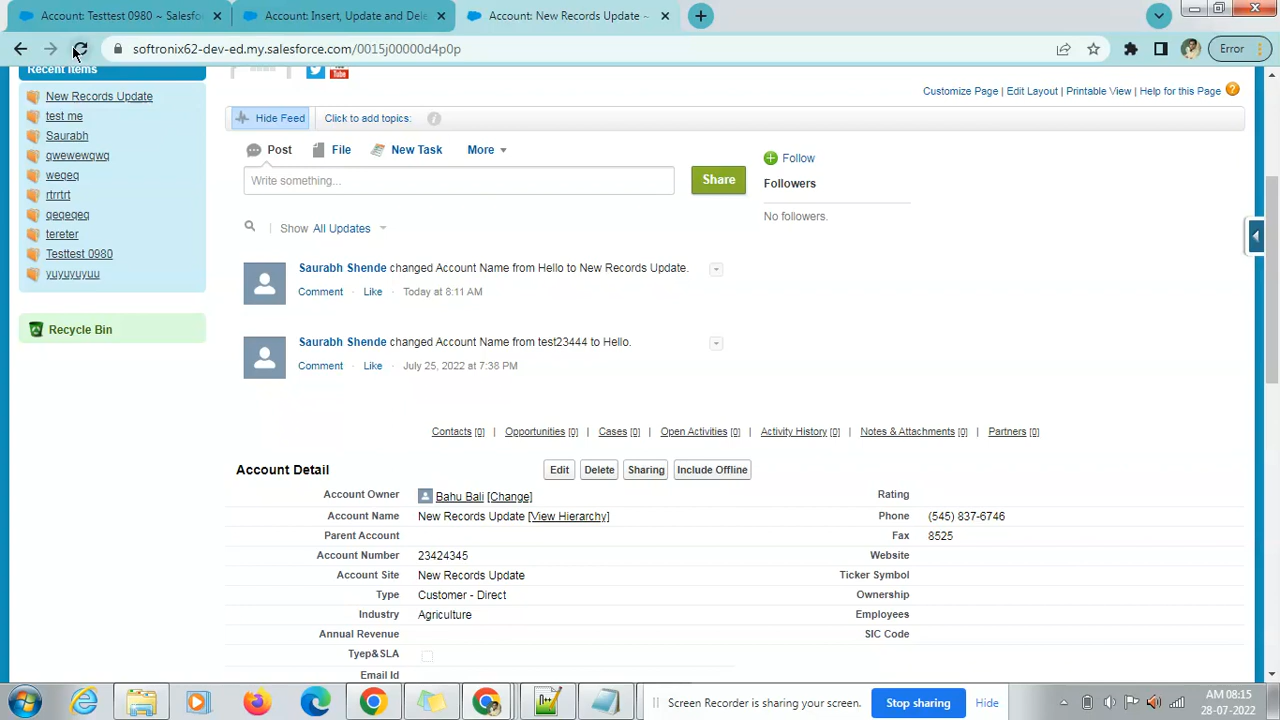 Account: Testtest 0980 ~ Salesfo
Account: Insert, Update and Dele
Account: New Records Update ~
softronix62-dev-ed.my.salesforce.com/0015j00000d4p0p
Error
Recent Items
New Records Update
test me
Saurabh
qwewewqwq
weqeq
rtrrtrt
qeqeqeq
tereter
Testtest 0980
yuyuyuyuu
Recycle Bin
You
Tube
Customize Page | Edit Layout | Printable View | Help for this Page ?
Hide Feed Click to add topics: i
Post File New Task More
Write something... Share
Follow
Followers
No followers.
Show All Updates
Saurabh Shende changed Account Name from Hello to New Records Update.
Comment · Like · Today at 8:11 AM
Saurabh Shende changed Account Name from test23444 to Hello.
Comment · Like · July 25, 2022 at 7:38 PM
Contacts [0] | Opportunities [0] | Cases [0] | Open Activities [0] | Activity History [0] | Notes & Attachments [0] | Partners [0]
Account Detail Edit Delete Sharing Include Offline
Account Owner Bahu Bali [Change] Rating
Account Name New Records Update [View Hierarchy] Phone (545) 837-6746
Parent Account Fax 8525
Account Number 23424345 Website
Account Site New Records Update Ticker Symbol
Type Customer - Direct Ownership
Industry Agriculture Employees
Annual Revenue SIC Code
Tyep&SLA
Email Id
Screen Recorder is sharing your screen. Stop sharing Hide
AM 08:15
28-07-2022